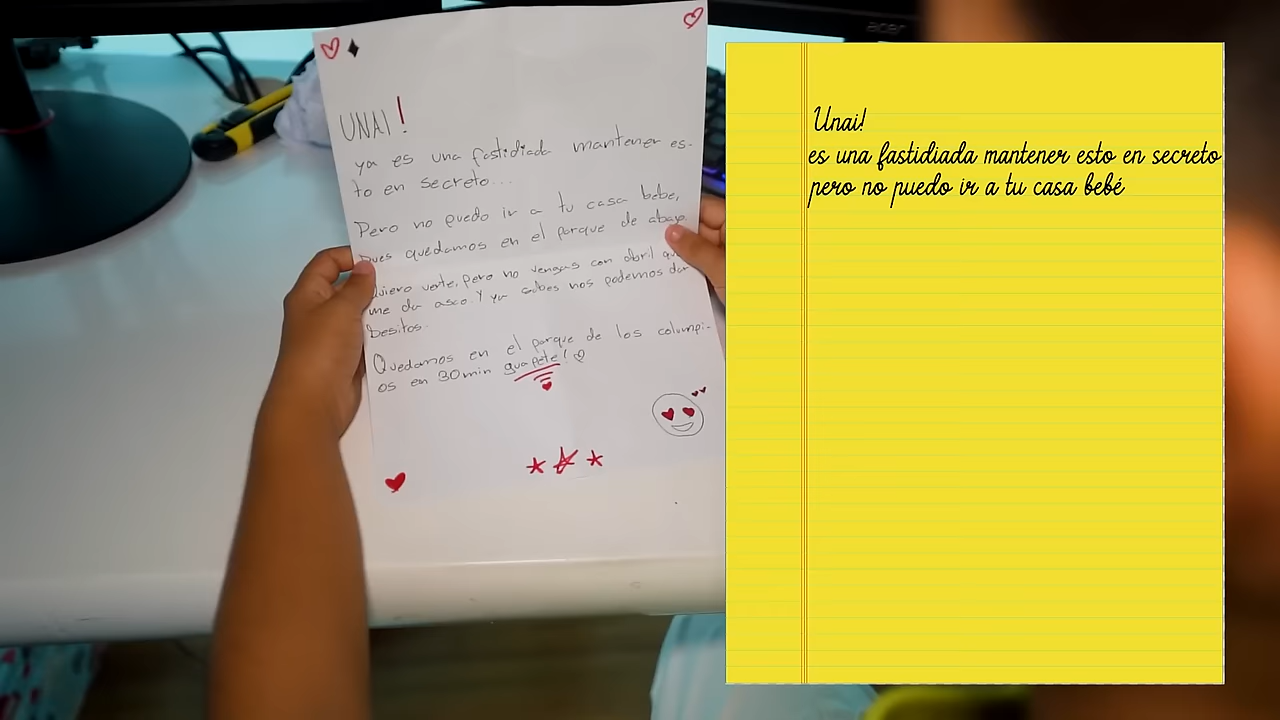 acer
UNAI!
ya es una fastidiada mantener es-
to en secreto...
Pero no puedo ir a tu casa bebe,
Pues quedamos en el parque de abajo.
Quiero verte, pero no vengas con abril que
me da asco. Y ya sabes nos podemos dar
besitos.
Quedamos en el parque de los columpi-
os en 30min guapete!
Unai!
es una fastidiada mantener esto en secreto
pero no puedo ir a tu casa bebé